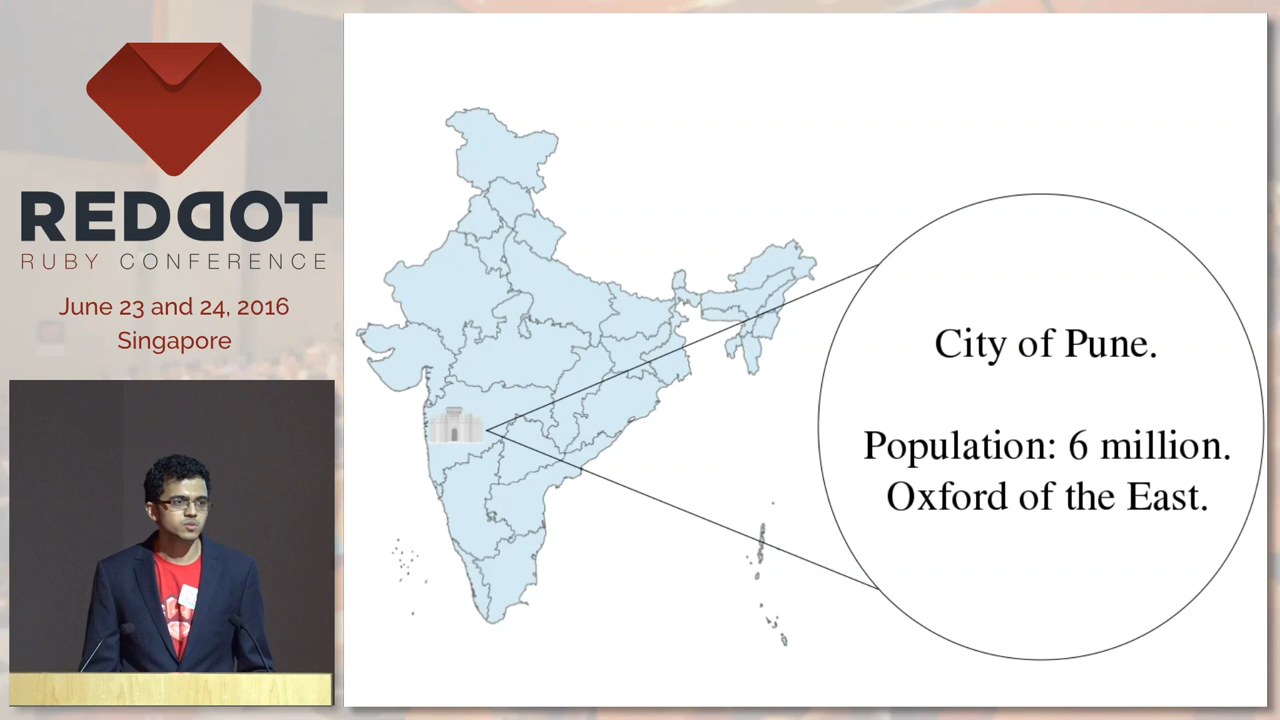 REDDOT
RUBY CONFERENCE
June 23 and 24, 2016
Singapore
City of Pune.
Population: 6 million.
Oxford of the East.